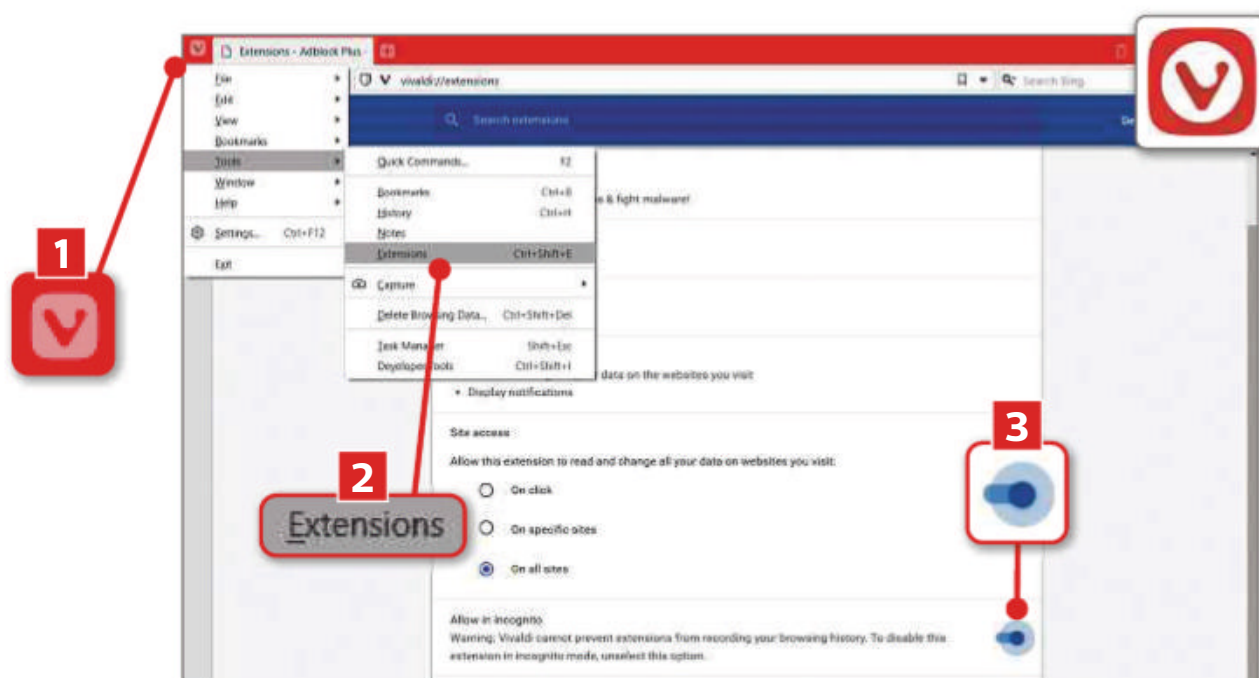 Extensions - Adblock Plus -
vivaldi://extensions
Search Bing
Search extensions
De
File
Edit
View
Bookmarks
Tools
Window
Help
Settings... Ctrl+F12
Exit
Quick Commands... F2
Bookmarks Ctrl+B
History Ctrl+H
Notes
Extensions Ctrl+Shift+E
Capture
Delete Browsing Data... Ctrl+Shift+Del
Task Manager Shift+Esc
Developer Tools Ctrl+Shift+I
s & fight malware!
data on the websites you visit
• Display notifications
Site access
Allow this extension to read and change all your data on websites you visit:
On click
On specific sites
On all sites
Allow in incognito
Warning: Vivaldi cannot prevent extensions from recording your browsing history. To disable this
extension in incognito mode, unselect this option.
1
2
Extensions
3